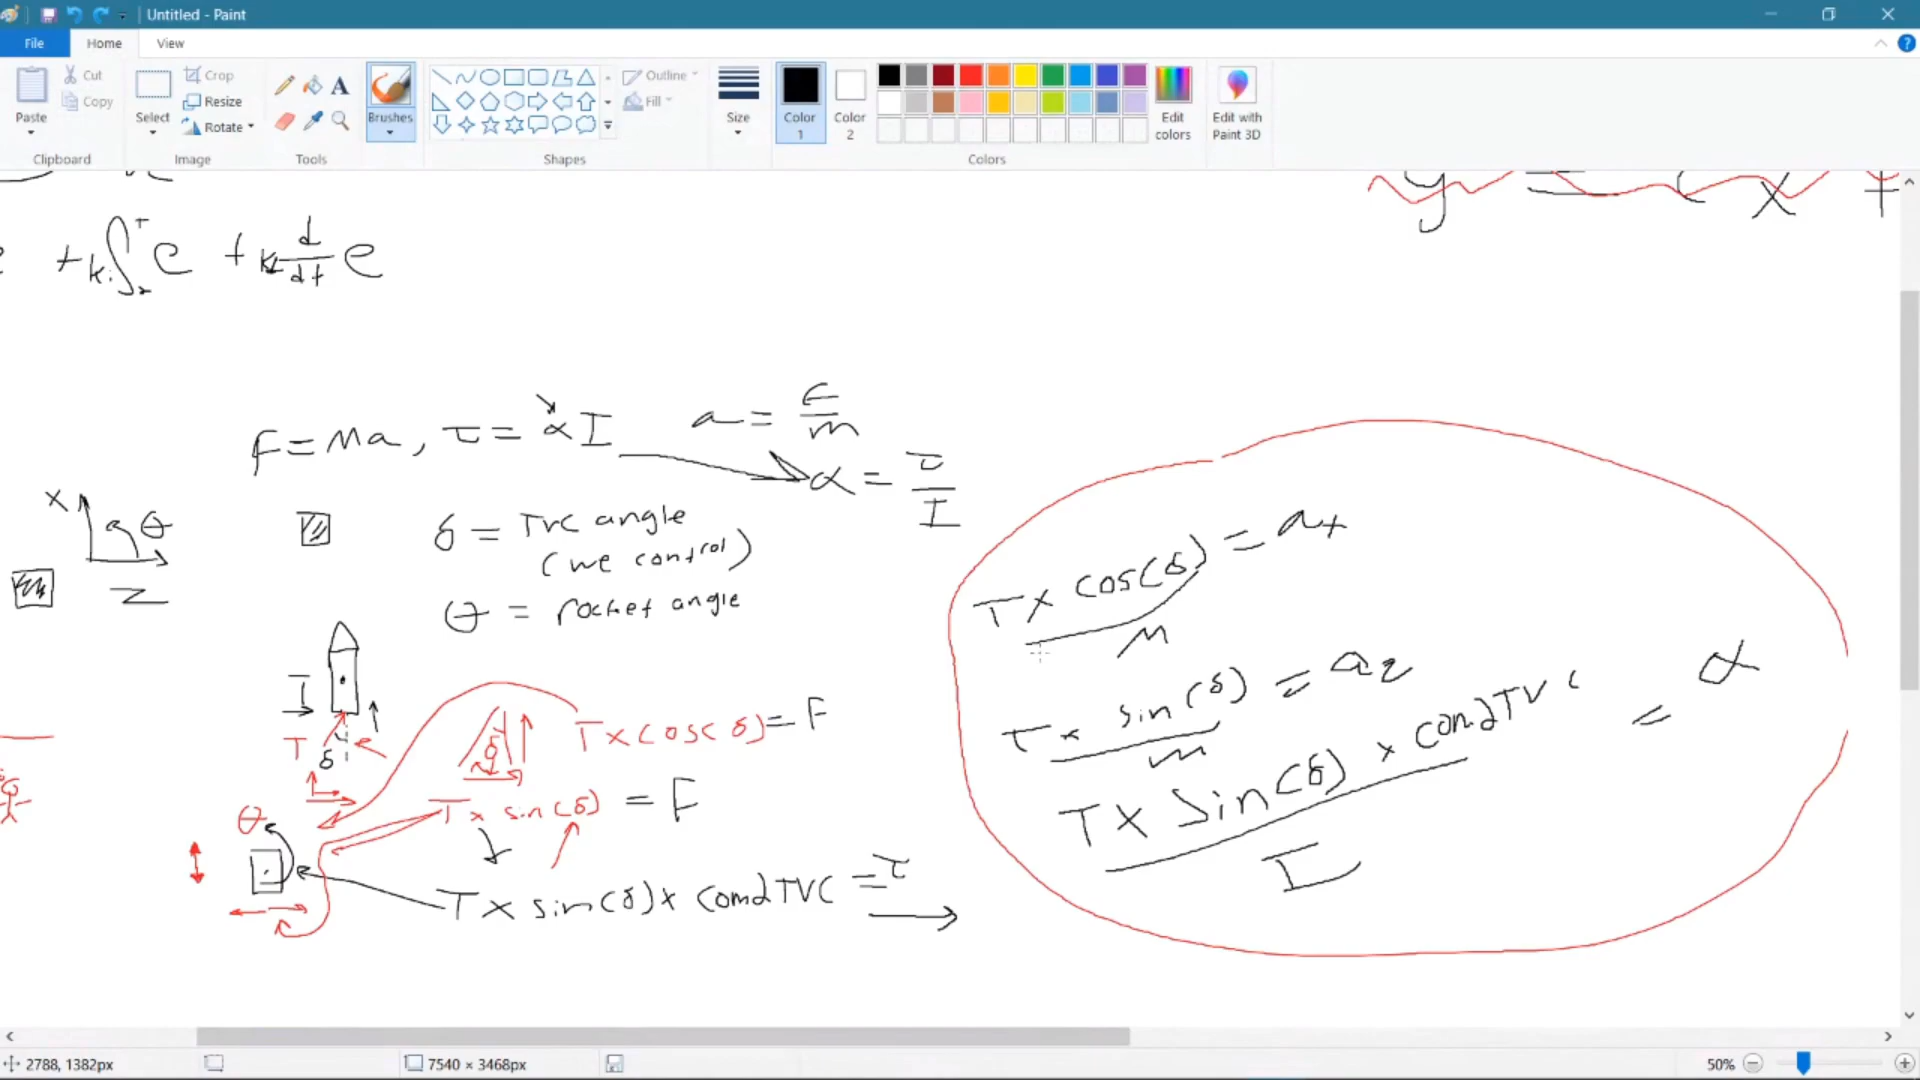 Untitled - Paint
File
Home
View
Paste
Cut
Copy
Clipboard
Select
Crop
Resize
Rotate
Image
A
Tools
Brushes
Shapes
Outline
Fill
Size
Color 1
Color 2
Colors
Edit colors
Edit with Paint 3D
y = x +
+ k ∫ e + k d/dt e
F = ma , τ = αI
a = F/m
α = τ/I
X
θ
Z
δ = TVC angle
(we control)
θ = rocket angle
I
T
δ
δ
T x cos(δ) = F
T x sin(δ) = F
θ
T x sin(δ) x com2TVC = τ
T x cos(δ) / M = ax
T x sin(δ) / m = az
T x sin(δ) x com2TVC / I = α
2788, 1382px
7540 × 3468px
50%